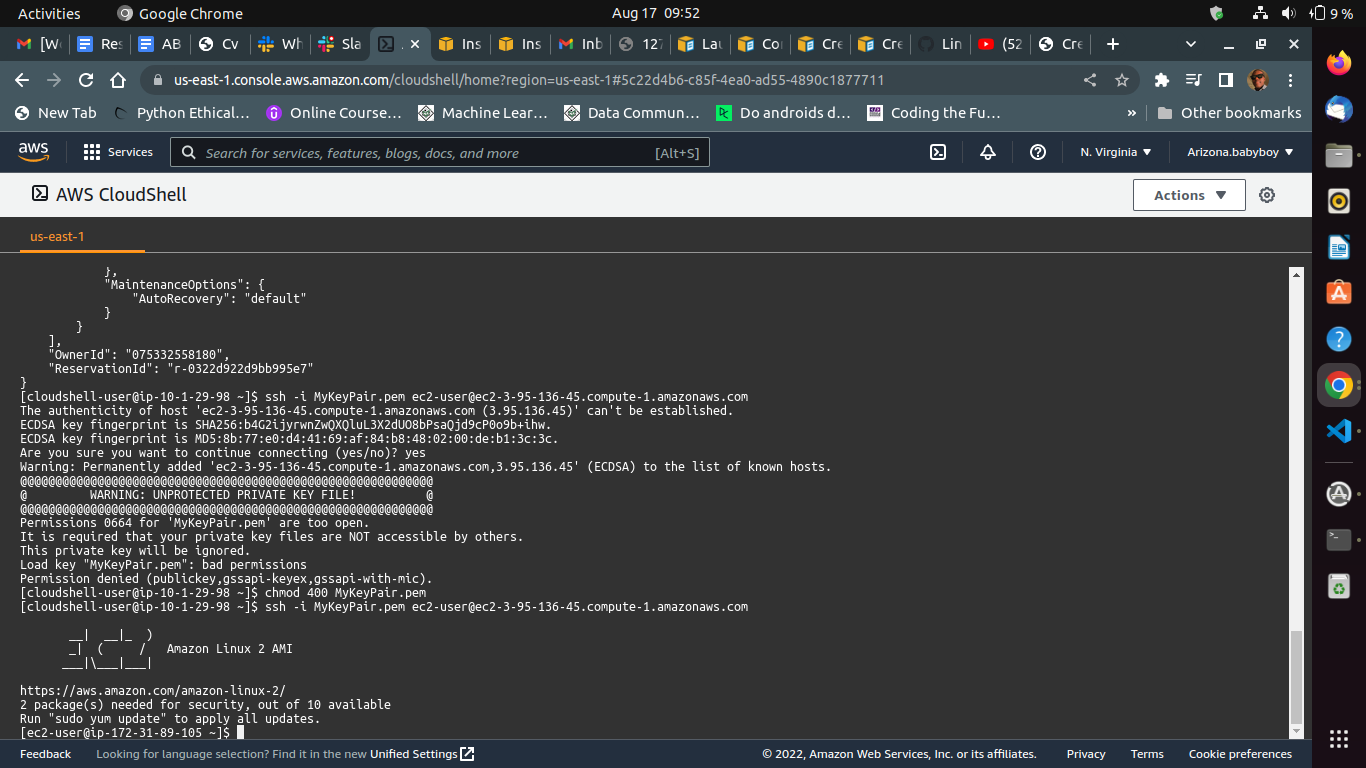 Activities
Google Chrome
Aug 17 09:52
9 %
[W
Res
AB
Cv
Wh
Sla
Ins
Ins
Inb
127
Lau
Co
Cre
Cre
Lin
(52
Cre
us-east-1.console.aws.amazon.com/cloudshell/home?region=us-east-1#5c22d4b6-c85f-4ea0-ad55-4890c1877711
New Tab
Python Ethical…
Online Course…
Machine Lear…
Data Commun…
Do androids d…
Coding the Fu…
»
Other bookmarks
aws
Services
Search for services, features, blogs, docs, and more
[Alt+S]
N. Virginia
Arizona.babyboy
AWS CloudShell
Actions
us-east-1
},
"MaintenanceOptions": {
"AutoRecovery": "default"
}
}
],
"OwnerId": "075332558180",
"ReservationId": "r-0322d922d9bb995e7"
}
[cloudshell-user@ip-10-1-29-98 ~]$ ssh -i MyKeyPair.pem ec2-user@ec2-3-95-136-45.compute-1.amazonaws.com
The authenticity of host 'ec2-3-95-136-45.compute-1.amazonaws.com (3.95.136.45)' can't be established.
ECDSA key fingerprint is SHA256:b4G2ijyrwnZwQXQluL3X2dUO8bPsaQjd9cP0o9b+ihw.
ECDSA key fingerprint is MD5:8b:77:e0:d4:41:69:af:84:b8:48:02:00:de:b1:3c:3c.
Are you sure you want to continue connecting (yes/no)? yes
Warning: Permanently added 'ec2-3-95-136-45.compute-1.amazonaws.com,3.95.136.45' (ECDSA) to the list of known hosts.
@@@@@@@@@@@@@@@@@@@@@@@@@@@@@@@@@@@@@@@@@@@@@@@@@@@@@@@@@@@
@         WARNING: UNPROTECTED PRIVATE KEY FILE!          @
@@@@@@@@@@@@@@@@@@@@@@@@@@@@@@@@@@@@@@@@@@@@@@@@@@@@@@@@@@@
Permissions 0664 for 'MyKeyPair.pem' are too open.
It is required that your private key files are NOT accessible by others.
This private key will be ignored.
Load key "MyKeyPair.pem": bad permissions
Permission denied (publickey,gssapi-keyex,gssapi-with-mic).
[cloudshell-user@ip-10-1-29-98 ~]$ chmod 400 MyKeyPair.pem
[cloudshell-user@ip-10-1-29-98 ~]$ ssh -i MyKeyPair.pem ec2-user@ec2-3-95-136-45.compute-1.amazonaws.com
__|  __|_  )
_|  (     /   Amazon Linux 2 AMI
___|\___|___|
https://aws.amazon.com/amazon-linux-2/
2 package(s) needed for security, out of 10 available
Run "sudo yum update" to apply all updates.
[ec2-user@ip-172-31-89-105 ~]$
Feedback
Looking for language selection? Find it in the new Unified Settings
© 2022, Amazon Web Services, Inc. or its affiliates.
Privacy
Terms
Cookie preferences